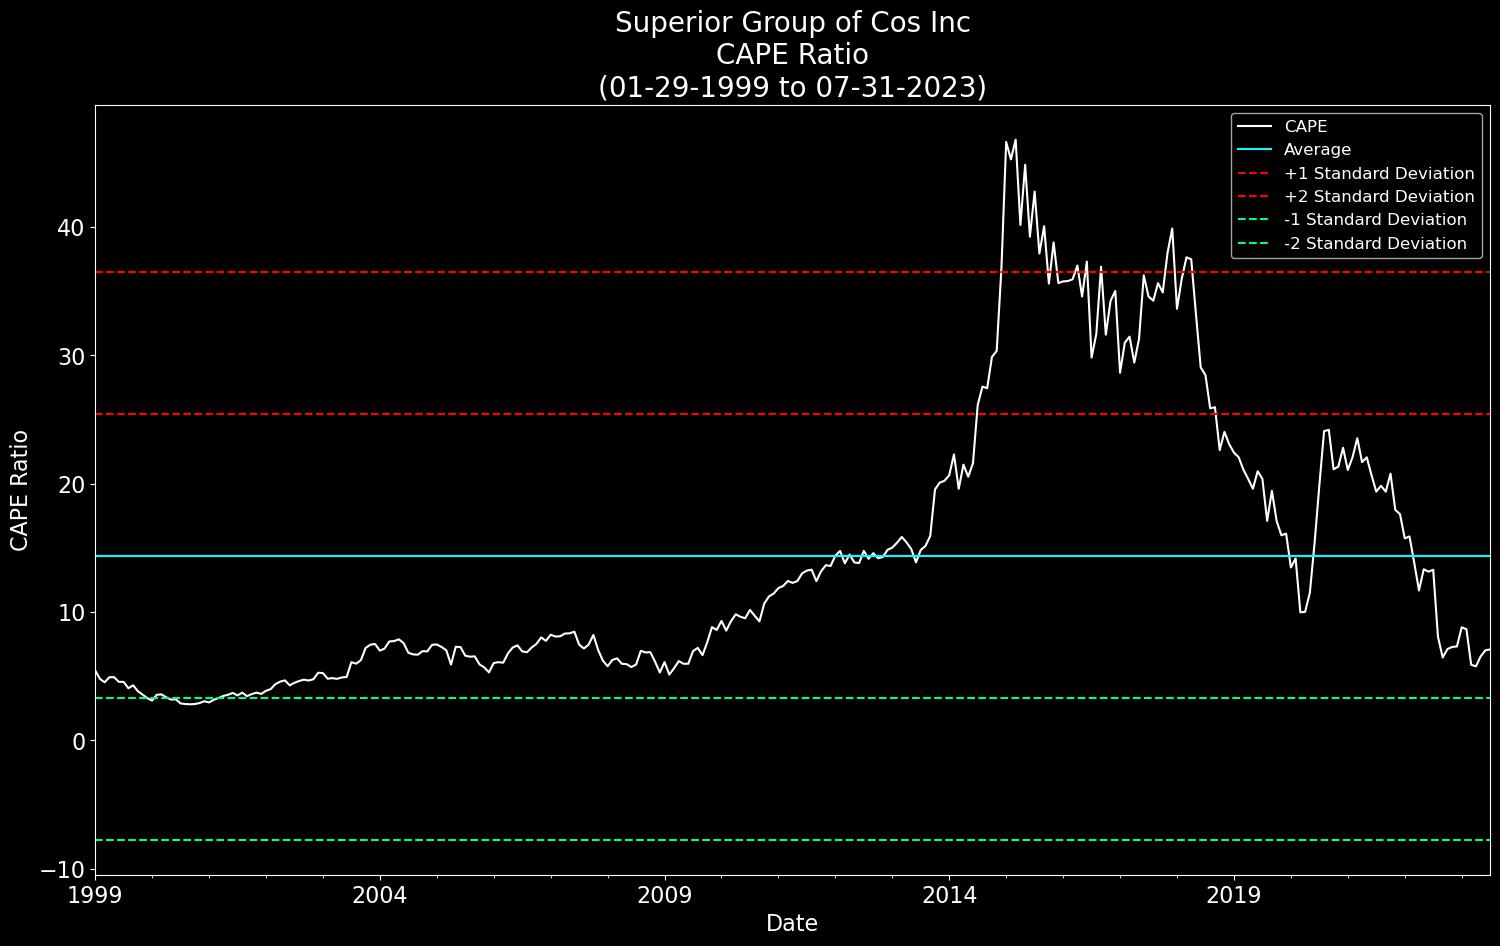 Superior Group of Cos Inc
CAPE Ratio
(01-29-1999 to 07-31-2023)
CAPE
Average
+1 Standard Deviation
+2 Standard Deviation
-1 Standard Deviation
-2 Standard Deviation
CAPE Ratio
40
30
20
10
0
−10
1999
2004
2009
2014
2019
Date